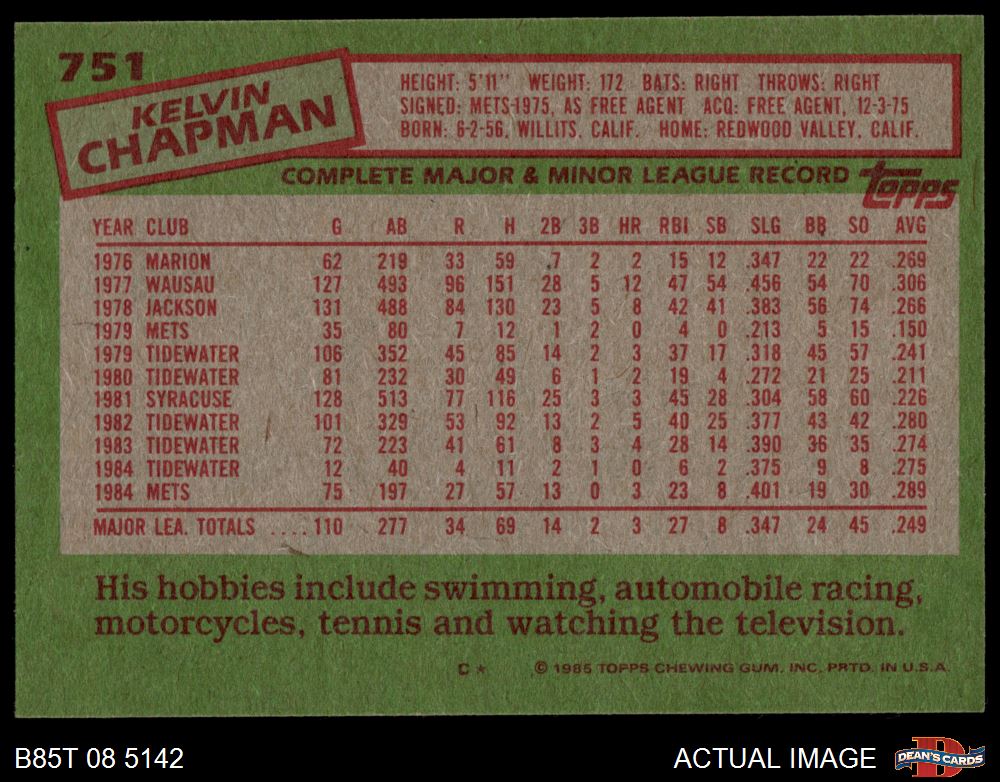 751
KELVIN
CHAPMAN
HEIGHT: 5'11" WEIGHT: 172 BATS: RIGHT THROWS: RIGHT
SIGNED: METS-1975, AS FREE AGENT ACQ: FREE AGENT, 12-3-75
BORN: 6-2-56, WILLITS, CALIF. HOME: REDWOOD VALLEY, CALIF.
COMPLETE MAJOR & MINOR LEAGUE RECORD topps
YEAR CLUB G AB R H 2B 3B HR RBI SB SLG BB SO AVG
1976 MARION 62 219 33 59 7 2 2 15 12 .347 22 22 .269
1977 WAUSAU 127 493 96 151 28 5 12 47 54 .456 54 70 .306
1978 JACKSON 131 488 84 130 23 5 8 42 41 .383 56 74 .266
1979 METS 35 80 7 12 1 2 0 4 0 .213 5 15 .150
1979 TIDEWATER 106 352 45 85 14 2 3 37 17 .318 45 57 .241
1980 TIDEWATER 81 232 30 49 6 1 2 19 4 .272 21 25 .211
1981 SYRACUSE 128 513 77 116 25 3 3 45 28 .304 58 60 .226
1982 TIDEWATER 101 329 53 92 13 2 5 40 25 .377 43 42 .280
1983 TIDEWATER 72 223 41 61 8 3 4 28 14 .390 36 35 .274
1984 TIDEWATER 12 40 4 11 2 1 0 6 2 .375 9 8 .275
1984 METS 75 197 27 57 13 0 3 23 8 .401 19 30 .289
MAJOR LEA. TOTALS .... 110 277 34 69 14 2 3 27 8 .347 24 45 .249
His hobbies include swimming, automobile racing,
motorcycles, tennis and watching the television.
C* © 1985 TOPPS CHEWING GUM, INC. PRTD. IN U.S.A.
B85T 08 5142 ACTUAL IMAGE D DEAN'S CARDS